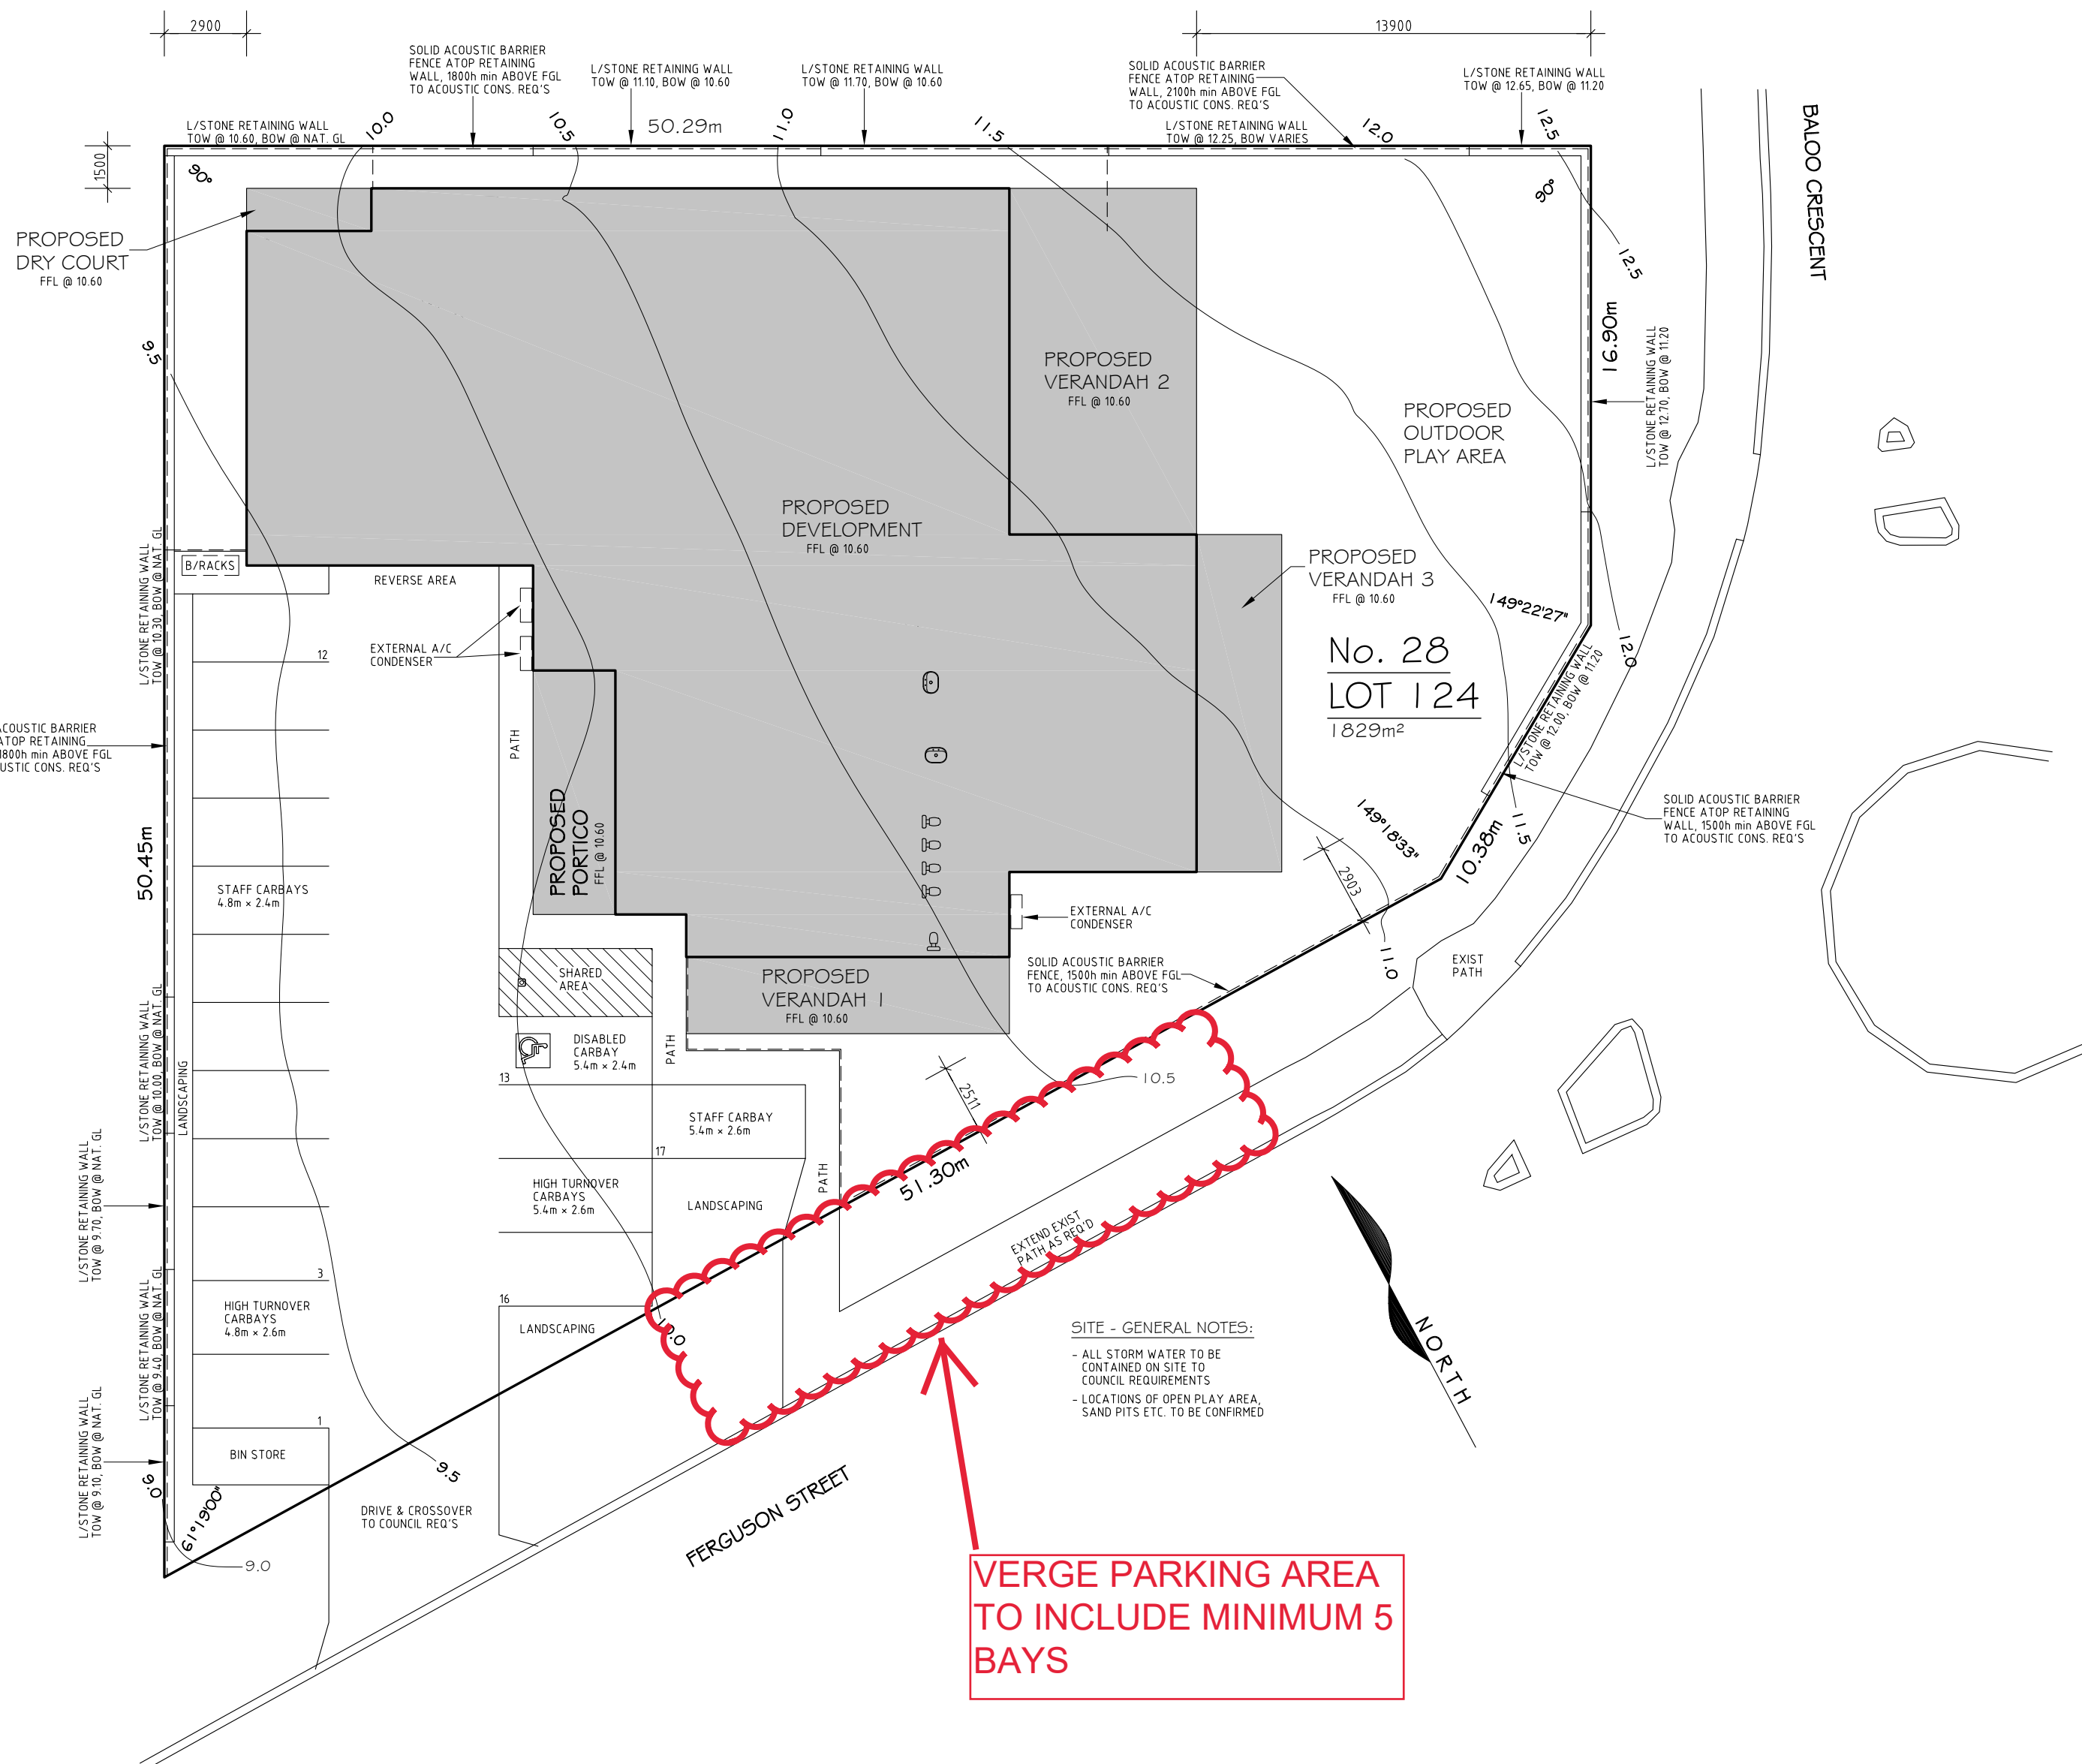 2900
13900
SOLID ACOUSTIC BARRIER
FENCE ATOP RETAINING
WALL, 1800h min ABOVE FGL
TO ACOUSTIC CONS. REQ'S
L/STONE RETAINING WALL
TOW @ 11.10, BOW @ 10.60
L/STONE RETAINING WALL
TOW @ 11.70, BOW @ 10.60
SOLID ACOUSTIC BARRIER
FENCE ATOP RETAINING
WALL, 2100h min ABOVE FGL
TO ACOUSTIC CONS. REQ'S
L/STONE RETAINING WALL
TOW @ 12.65, BOW @ 11.20
L/STONE RETAINING WALL
TOW @ 10.60, BOW @ NAT. GL
10.0
10.5
50.29m
11.0
11.5
L/STONE RETAINING WALL
TOW @ 12.25, BOW VARIES
12.0
12.5
BALOO CRESCENT
1500
90°
90°
PROPOSED
DRY COURT
FFL @ 10.60
12.5
9.5
16.90m
L/STONE RETAINING WALL
TOW @ 12.70, BOW @ 11.20
PROPOSED
VERANDAH 2
FFL @ 10.60
PROPOSED
OUTDOOR
PLAY AREA
PROPOSED
DEVELOPMENT
FFL @ 10.60
L/STONE RETAINING WALL
TOW @ 10.30, BOW @ NAT. GL
B/RACKS
REVERSE AREA
PROPOSED
VERANDAH 3
FFL @ 10.60
149°22'27"
EXTERNAL A/C
CONDENSER
12
No. 28
LOT 124
1829m²
12.0
L/STONE RETAINING WALL
TOW @ 12.00, BOW @ 11.20
ACOUSTIC BARRIER
ATOP RETAINING
1800h min ABOVE FGL
USTIC CONS. REQ'S
PATH
PROPOSED
PORTICO
FFL @ 10.60
SOLID ACOUSTIC BARRIER
FENCE ATOP RETAINING
WALL, 1500h min ABOVE FGL
TO ACOUSTIC CONS. REQ'S
149°18'33"
11.5
10.38m
50.45m
STAFF CARBAYS
4.8m × 2.4m
2903
EXTERNAL A/C
CONDENSER
11.0
SHARED
AREA
PROPOSED
VERANDAH 1
FFL @ 10.60
SOLID ACOUSTIC BARRIER
FENCE, 1500h min ABOVE FGL
TO ACOUSTIC CONS. REQ'S
EXIST
PATH
L/STONE RETAINING WALL
TOW @ 10.00, BOW @ NAT. GL
LANDSCAPING
DISABLED
CARBAY
5.4m × 2.4m
PATH
13
2511
10.5
STAFF CARBAY
5.4m × 2.6m
17
PATH
51.30m
L/STONE RETAINING WALL
TOW @ 9.70, BOW @ NAT. GL
HIGH TURNOVER
CARBAYS
5.4m × 2.6m
LANDSCAPING
EXTEND EXIST
PATH AS REQ'D
3
HIGH TURNOVER
CARBAYS
4.8m × 2.6m
L/STONE RETAINING WALL
TOW @ 9.40, BOW @ NAT. GL
16
LANDSCAPING
10.0
SITE - GENERAL NOTES:
- ALL STORM WATER TO BE
CONTAINED ON SITE TO
COUNCIL REQUIREMENTS
- LOCATIONS OF OPEN PLAY AREA,
SAND PITS ETC. TO BE CONFIRMED
NORTH
1
BIN STORE
L/STONE RETAINING WALL
TOW @ 9.10, BOW @ NAT. GL
9.0
61°19'00"
9.5
DRIVE & CROSSOVER
TO COUNCIL REQ'S
9.0
FERGUSON STREET
VERGE PARKING AREA
TO INCLUDE MINIMUM 5
BAYS